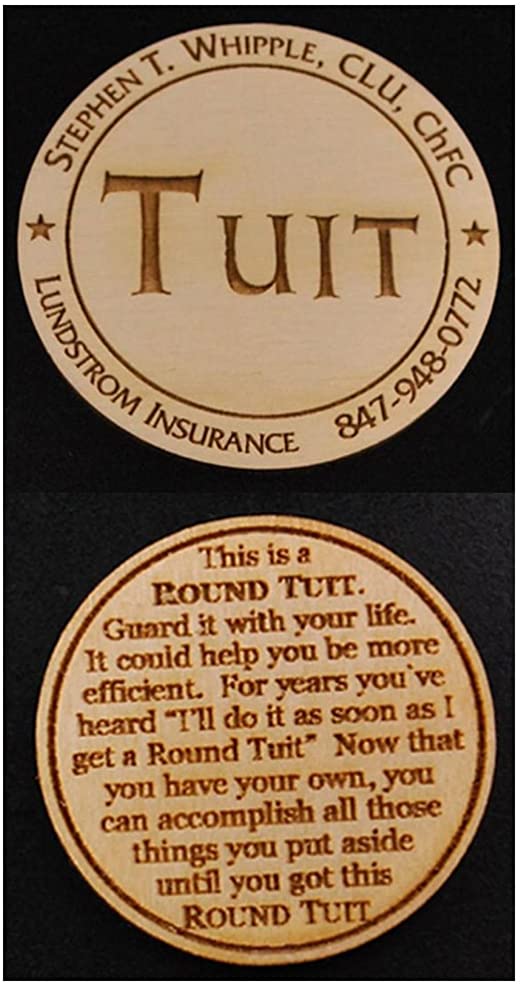 STEPHEN T. WHIPPLE, CLU, ChFC
TUIT
LUNDSTROM INSURANCE 847-948-0772
This is a
ROUND TUIT.
Guard it with your life.
It could help you be more
efficient. For years you've
heard "I'll do it as soon as I
get a Round Tuit" Now that
you have your own, you
can accomplish all those
things you put aside
until you got this
ROUND TUIT